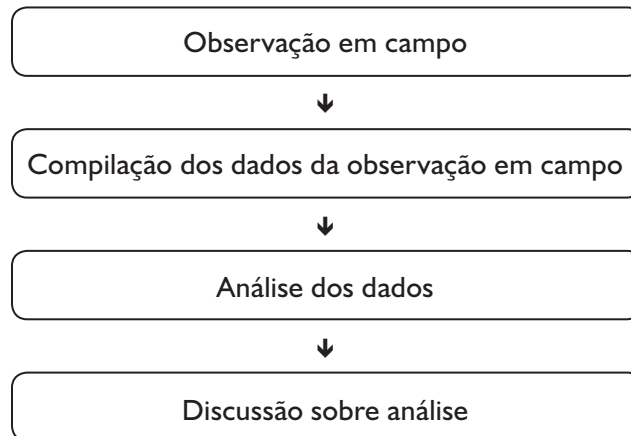 Observação em campo
Compilação dos dados da observação em campo
Análise dos dados
Discussão sobre análise